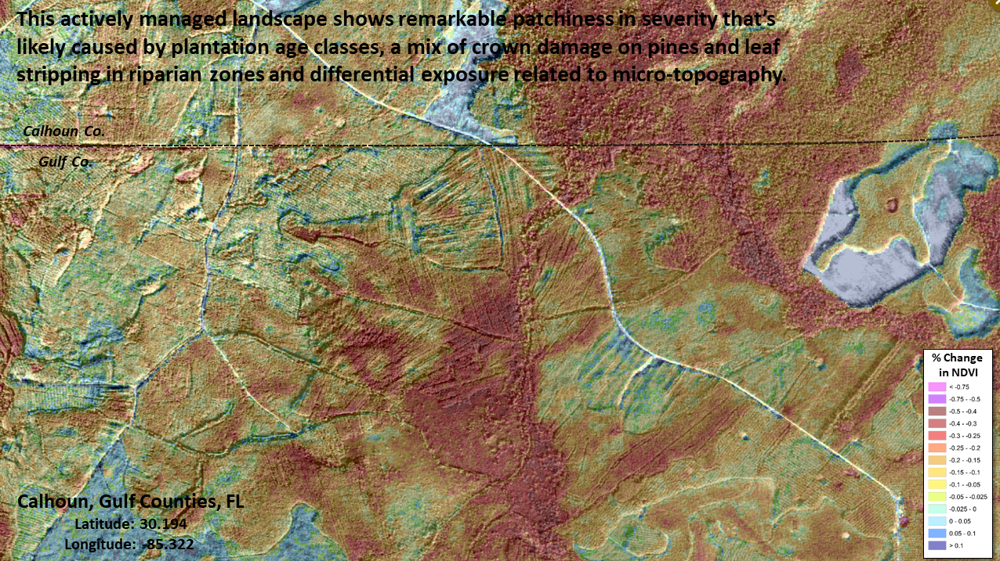 This actively managed landscape shows remarkable patchiness in severity that's
likely caused by plantation age classes, a mix of crown damage on pines and leaf
stripping in riparian zones and differential exposure related to micro-topography.
Calhoun Co.
Gulf Co.
% Change
in NDVI
< -0.75
-0.75 - -0.5
-0.5 - -0.4
-0.4 - -0.3
-0.3 - -0.25
-0.25 - -0.2
-0.2 - -0.15
-0.15 - -0.1
-0.1 - -0.05
-0.05 - -0.025
-0.025 - 0
0 - 0.05
0.05 - 0.1
> 0.1
Calhoun, Gulf Counties, FL
Latitude: 30.194
Longitude: -85.322